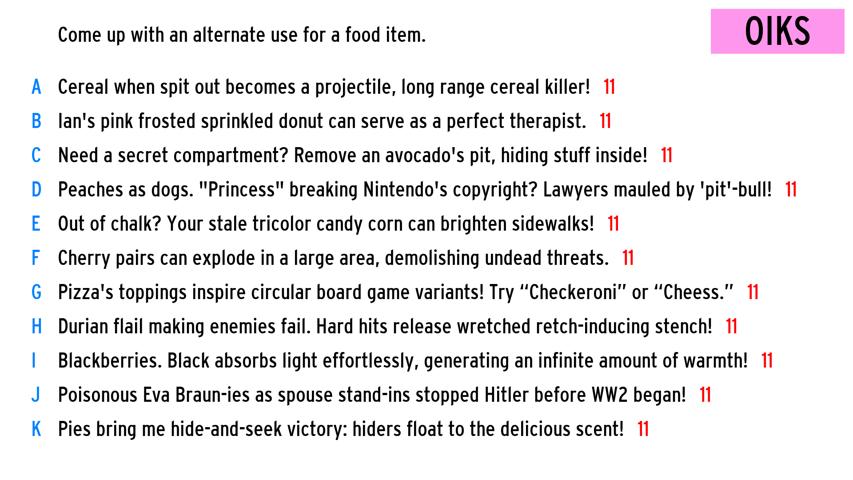 Come up with an alternate use for a food item.
OIKS
A Cereal when spit out becomes a projectile, long range cereal killer! 11
B Ian's pink frosted sprinkled donut can serve as a perfect therapist. 11
C Need a secret compartment? Remove an avocado's pit, hiding stuff inside! 11
D Peaches as dogs. "Princess" breaking Nintendo's copyright? Lawyers mauled by 'pit'-bull! 11
E Out of chalk? Your stale tricolor candy corn can brighten sidewalks! 11
F Cherry pairs can explode in a large area, demolishing undead threats. 11
G Pizza's toppings inspire circular board game variants! Try “Checkeroni” or “Cheess.” 11
H Durian flail making enemies fail. Hard hits release wretched retch-inducing stench! 11
I Blackberries. Black absorbs light effortlessly, generating an infinite amount of warmth! 11
J Poisonous Eva Braun-ies as spouse stand-ins stopped Hitler before WW2 began! 11
K Pies bring me hide-and-seek victory: hiders float to the delicious scent! 11